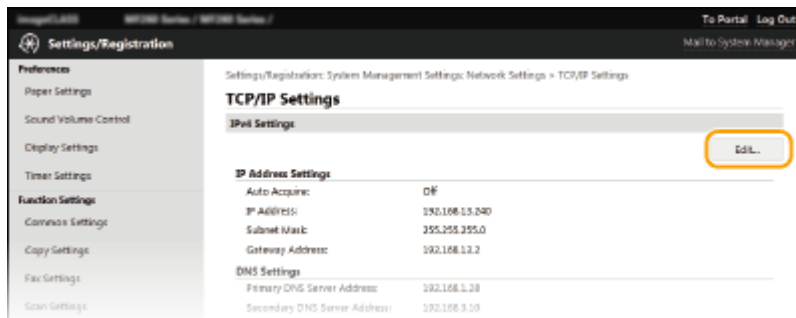 To Portal Log Out
Settings/Registration
Mail to System Manager
Preferences
Paper Settings
Sound Volume Control
Display Settings
Timer Settings
Function Settings
Common Settings
Copy Settings
Fax Settings
Scan Settings
Settings/Registration: System Management Settings: Network Settings > TCP/IP Settings
TCP/IP Settings
IPv4 Settings
Edit...
IP Address Settings
Auto Acquire: Off
IP Address: 192.168.13.240
Subnet Mask: 255.255.255.0
Gateway Address: 192.168.13.2
DNS Settings
Primary DNS Server Address: 192.168.1.20
Secondary DNS Server Address: 192.168.3.10